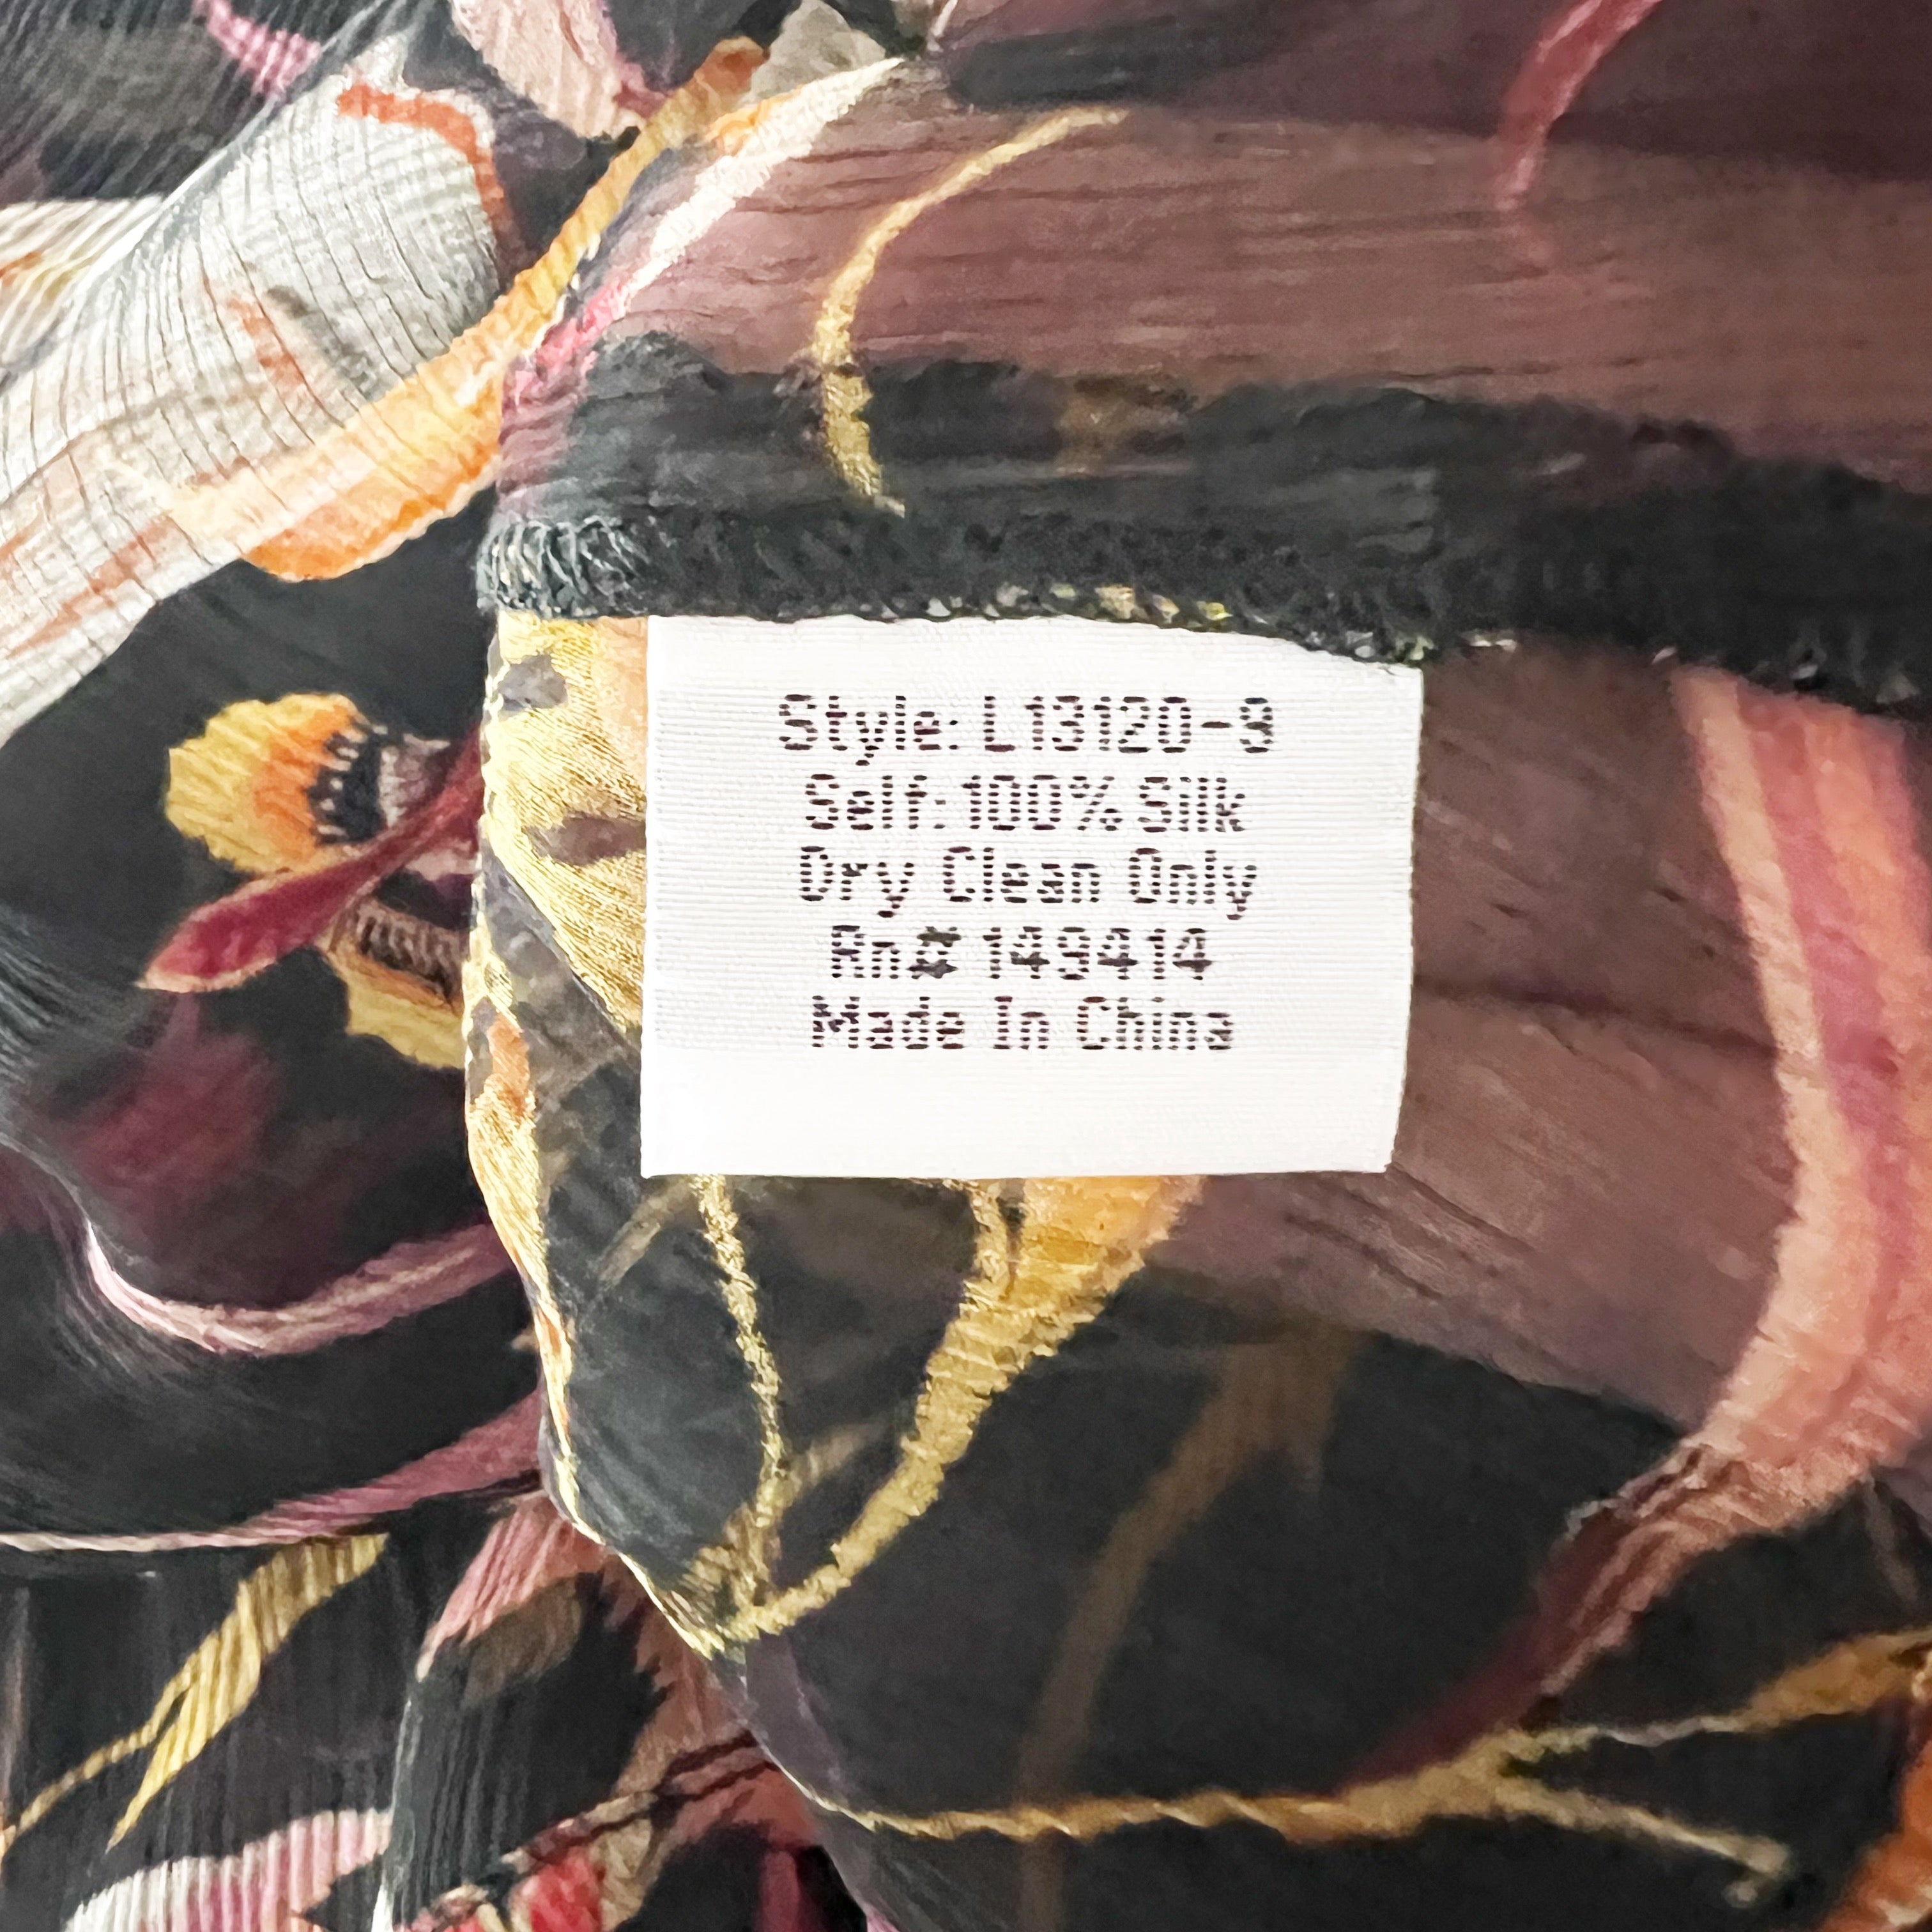 Style: L13120-9
Self: 100% Silk
Dry Clean Only
Rn# 149414
Made In China